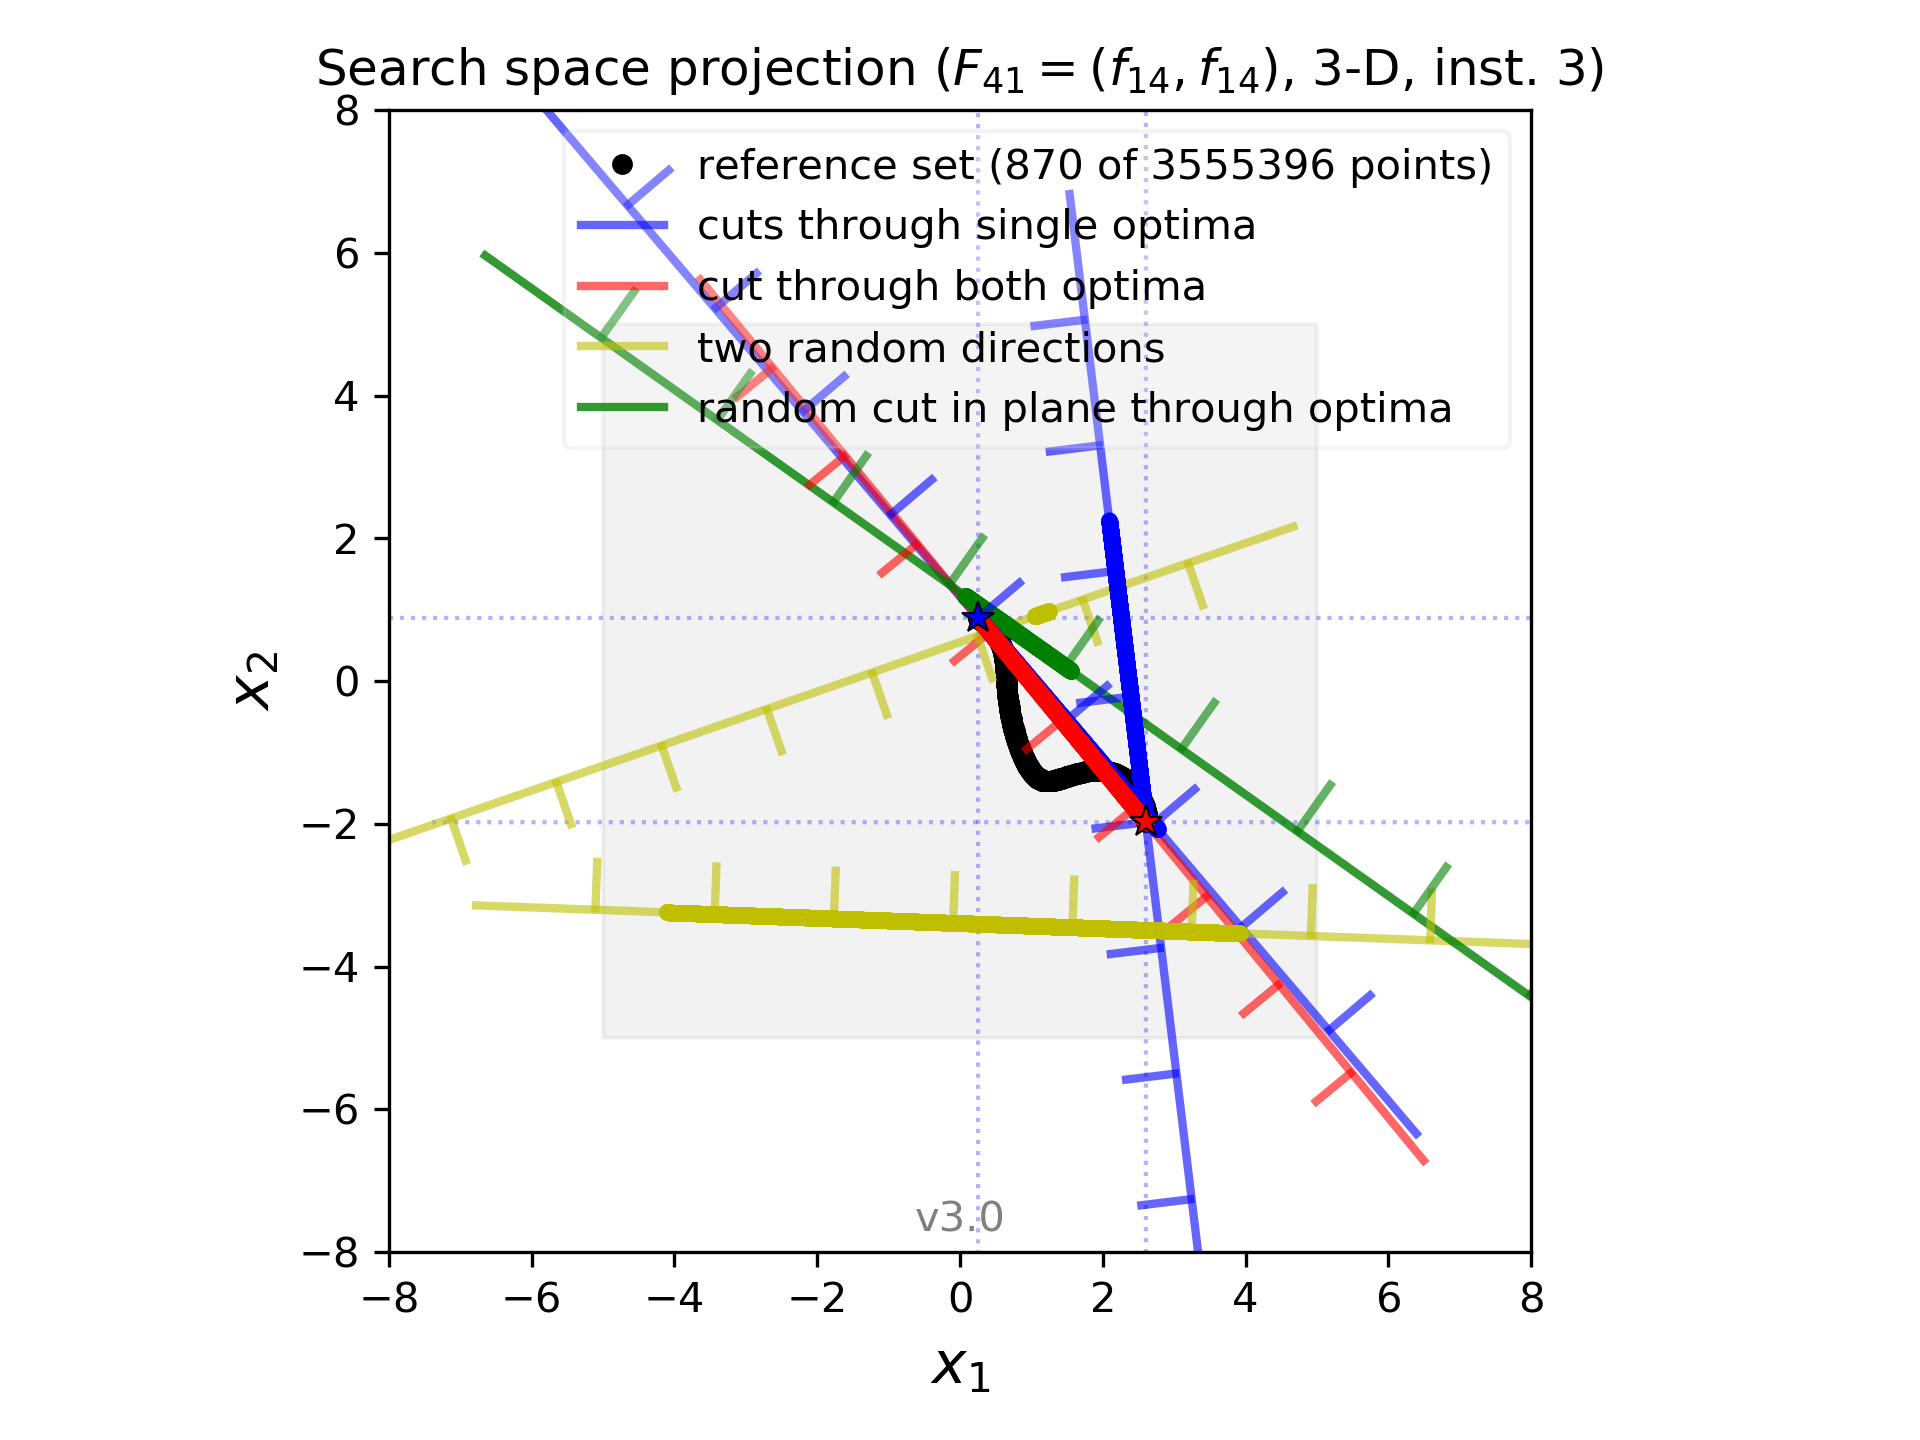 Search space projection (F41 = (f14, f14), 3-D, inst. 3)
reference set (870 of 3555396 points)
cuts through single optima
cut through both optima
two random directions
random cut in plane through optima
8
6
4
2
0
−2
−4
−6
−8
x2
v3.0
−8 −6 −4 −2 0 2 4 6 8
x1